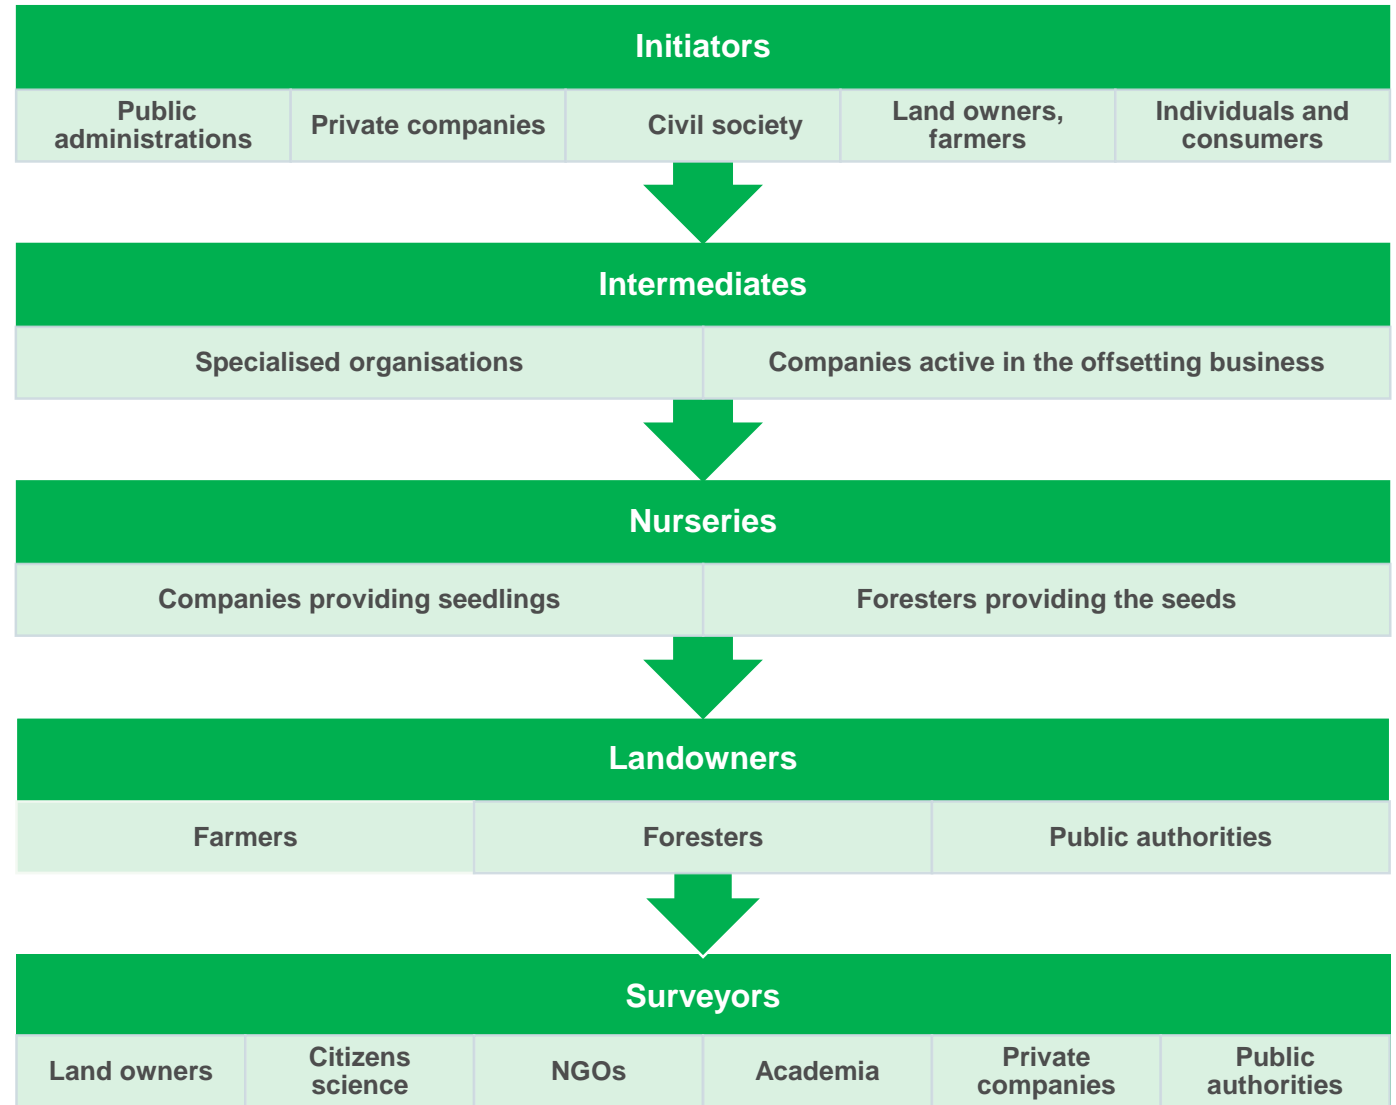 Initiators
Public
administrations
Private companies
Civil society
Land owners,
farmers
Individuals and
consumers
Intermediates
Specialised organisations
Companies active in the offsetting business
Nurseries
Companies providing seedlings
Foresters providing the seeds
Landowners
Farmers
Foresters
Public authorities
Surveyors
Land owners
Citizens
science
NGOs
Academia
Private
companies
Public
authorities